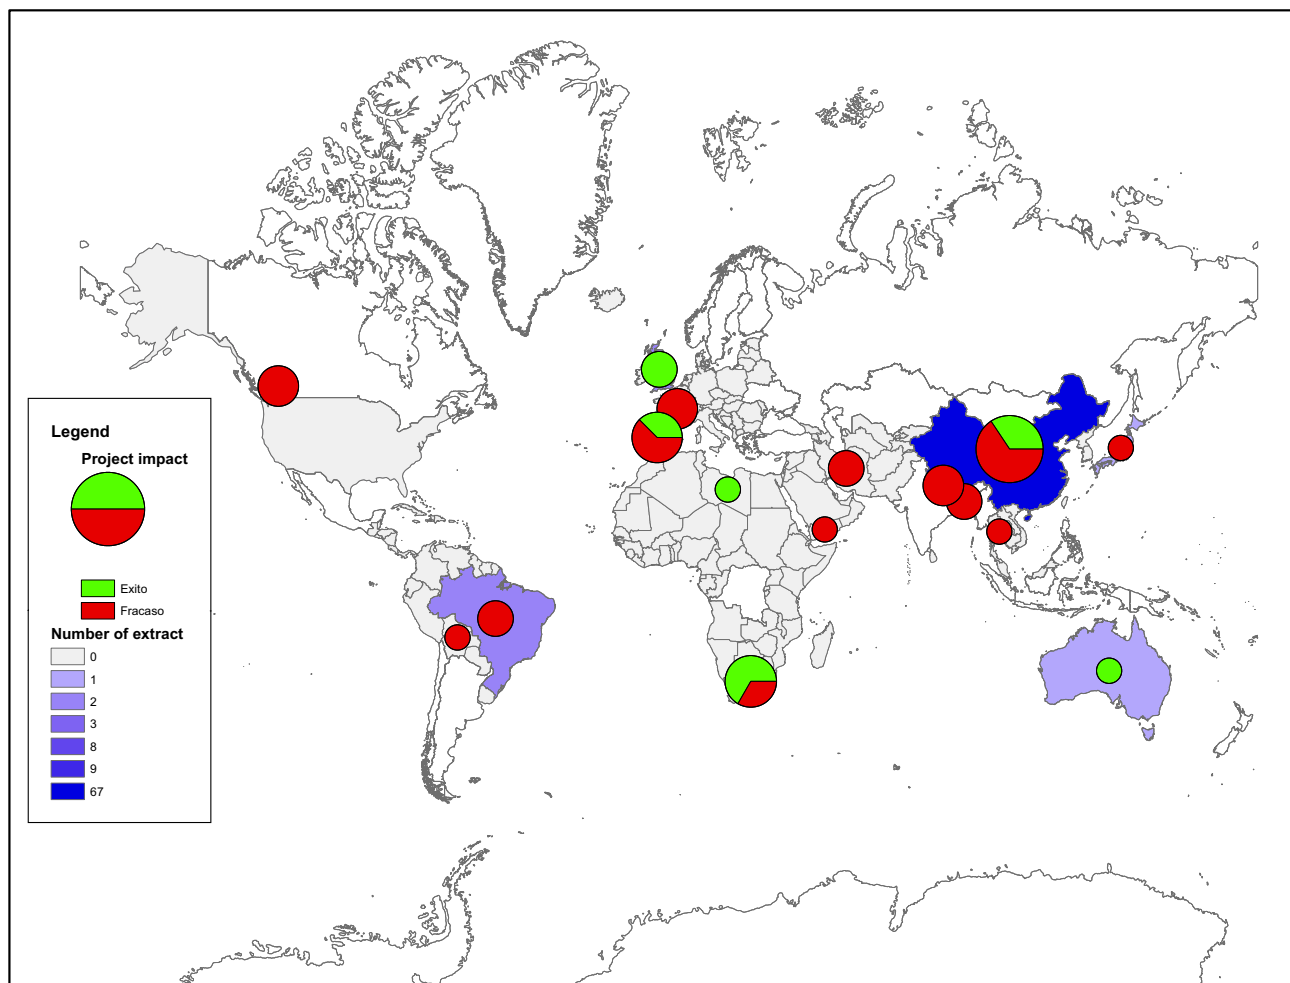 Legend
Project impact
Exito
Fracaso
Number of extract
0
1
2
3
8
9
67